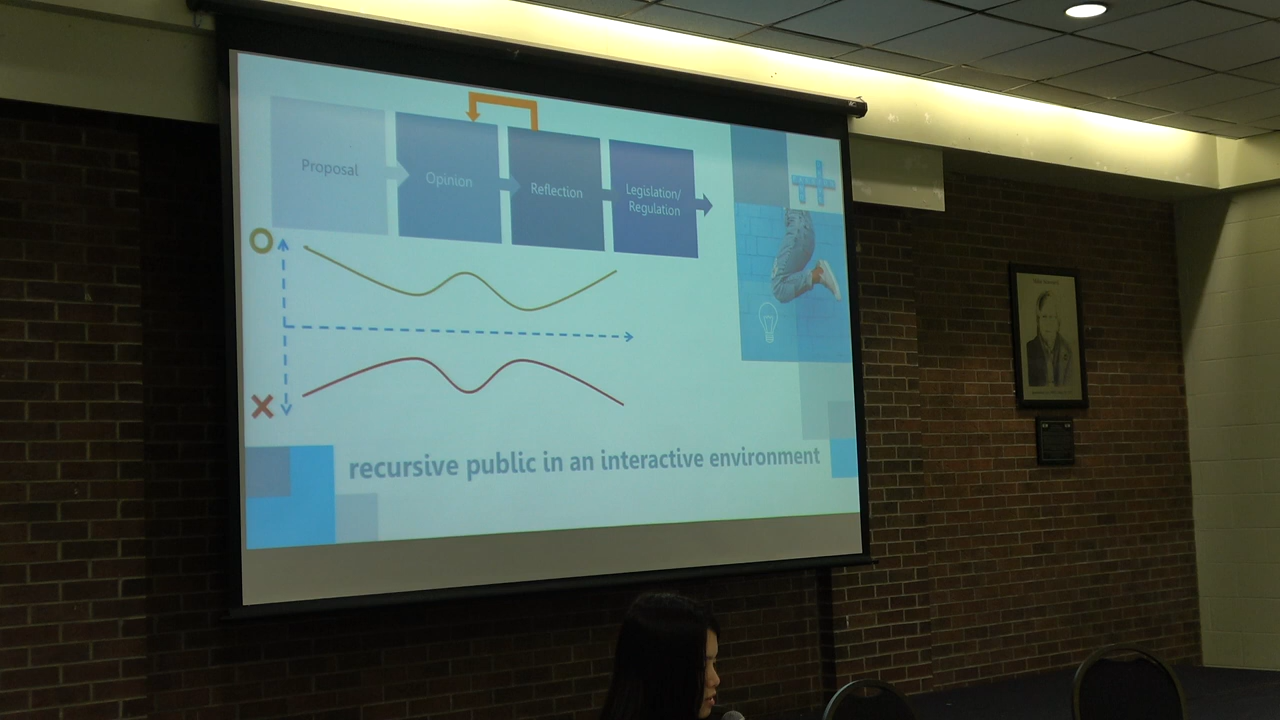 Proposal
Opinion
Reflection
Legislation/
Regulation
recursive public in an interactive environment